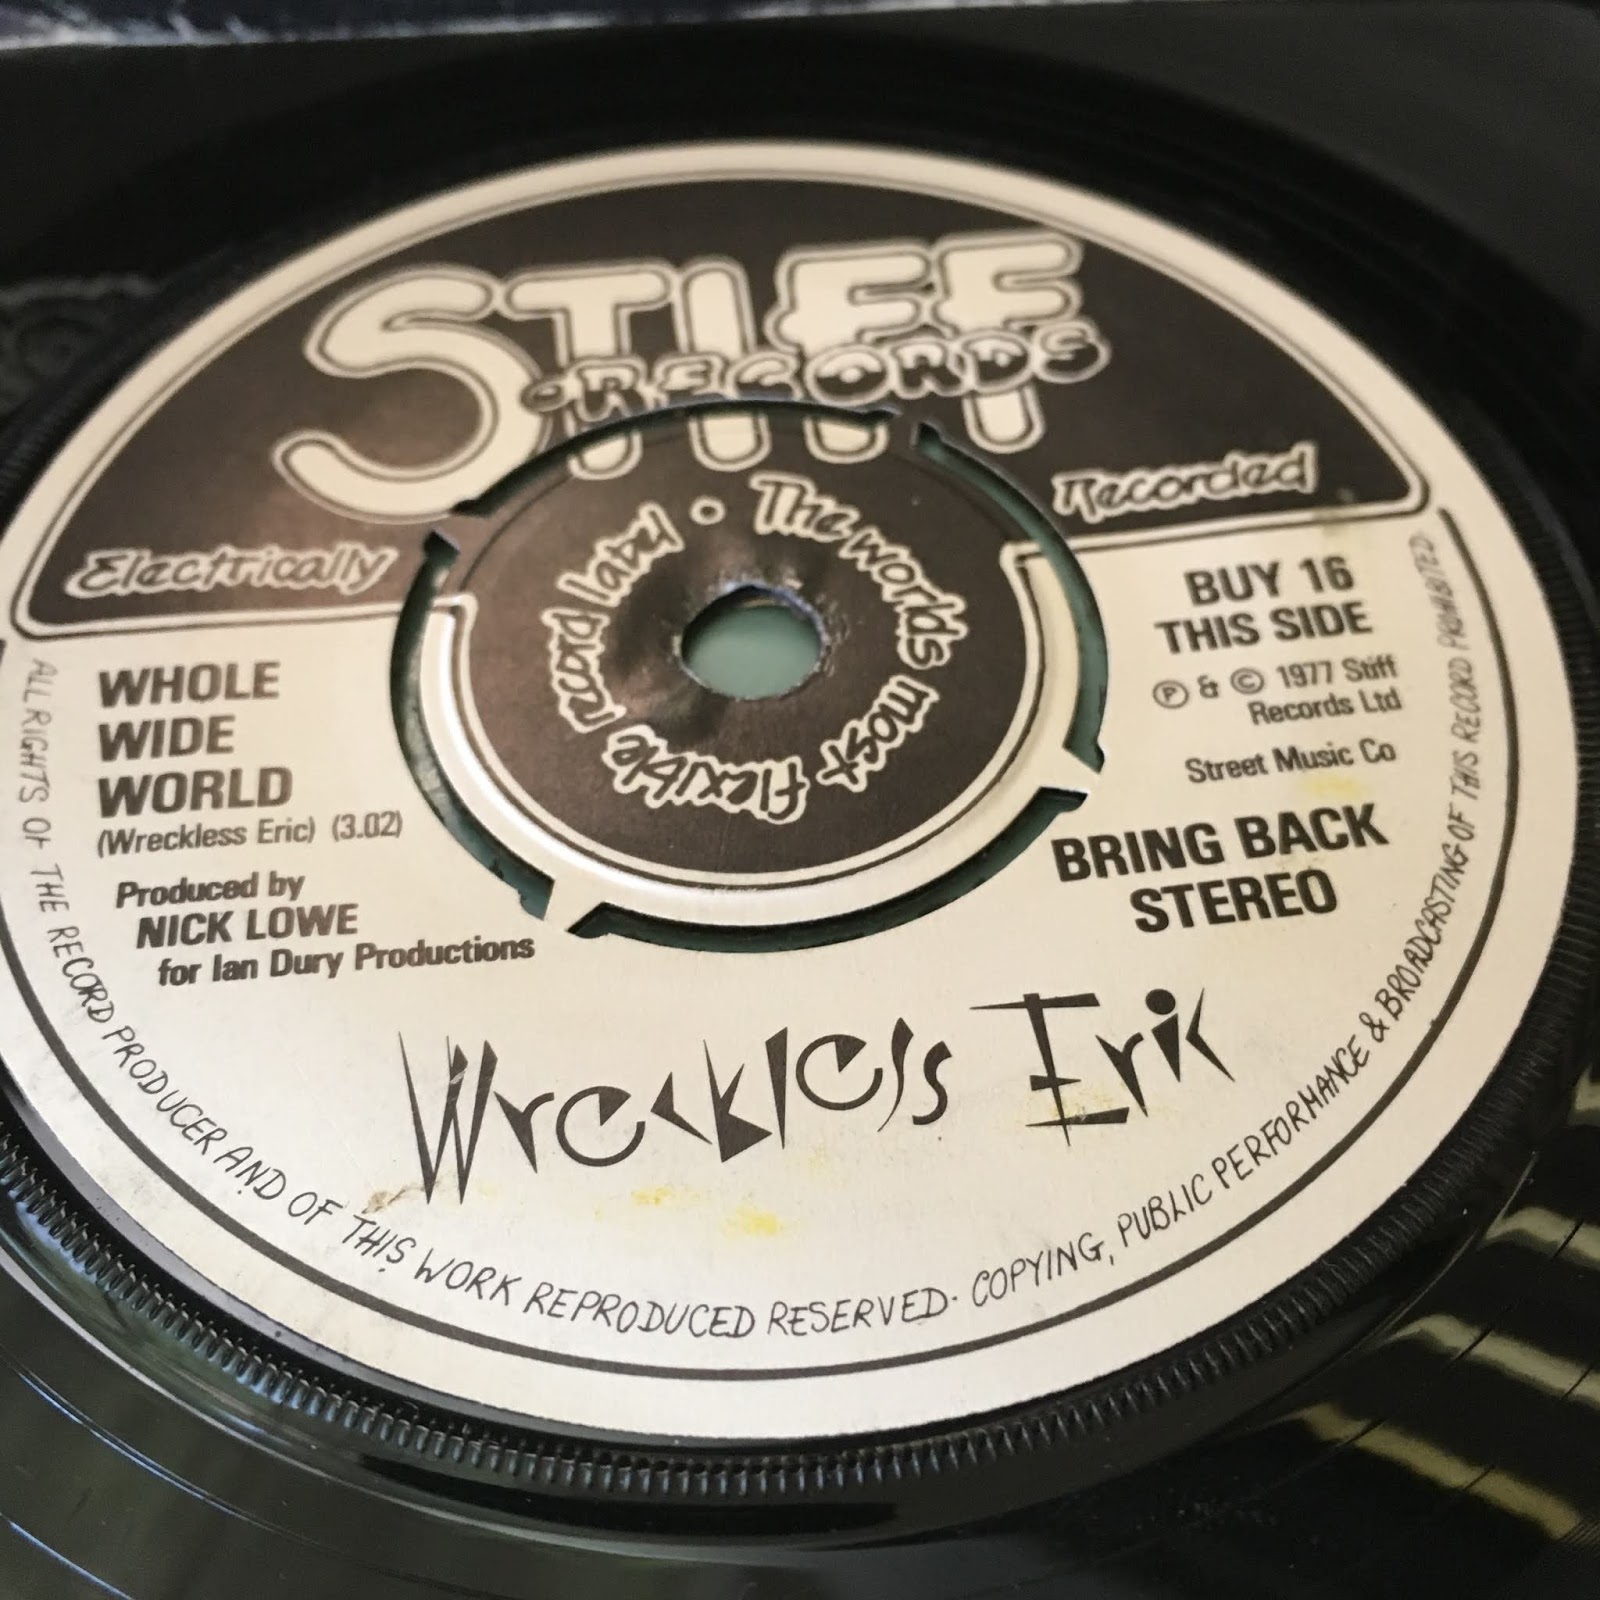 STIFF
RECORDS
Electrically
Recorded
The worlds most flexible record label
WHOLE
WIDE
WORLD
(Wreckless Eric) (3.02)
Produced by
NICK LOWE
for Ian Dury Productions
BUY 16
THIS SIDE
Ⓟ & © 1977 Stiff
Records Ltd
Street Music Co
BRING BACK
STEREO
Wreckless Eric
ALL RIGHTS OF THE RECORD PRODUCER AND OF THIS WORK REPRODUCED RESERVED· COPYING, PUBLIC PERFORMANCE & BROADCASTING OF THIS RECORD PROHIBITED